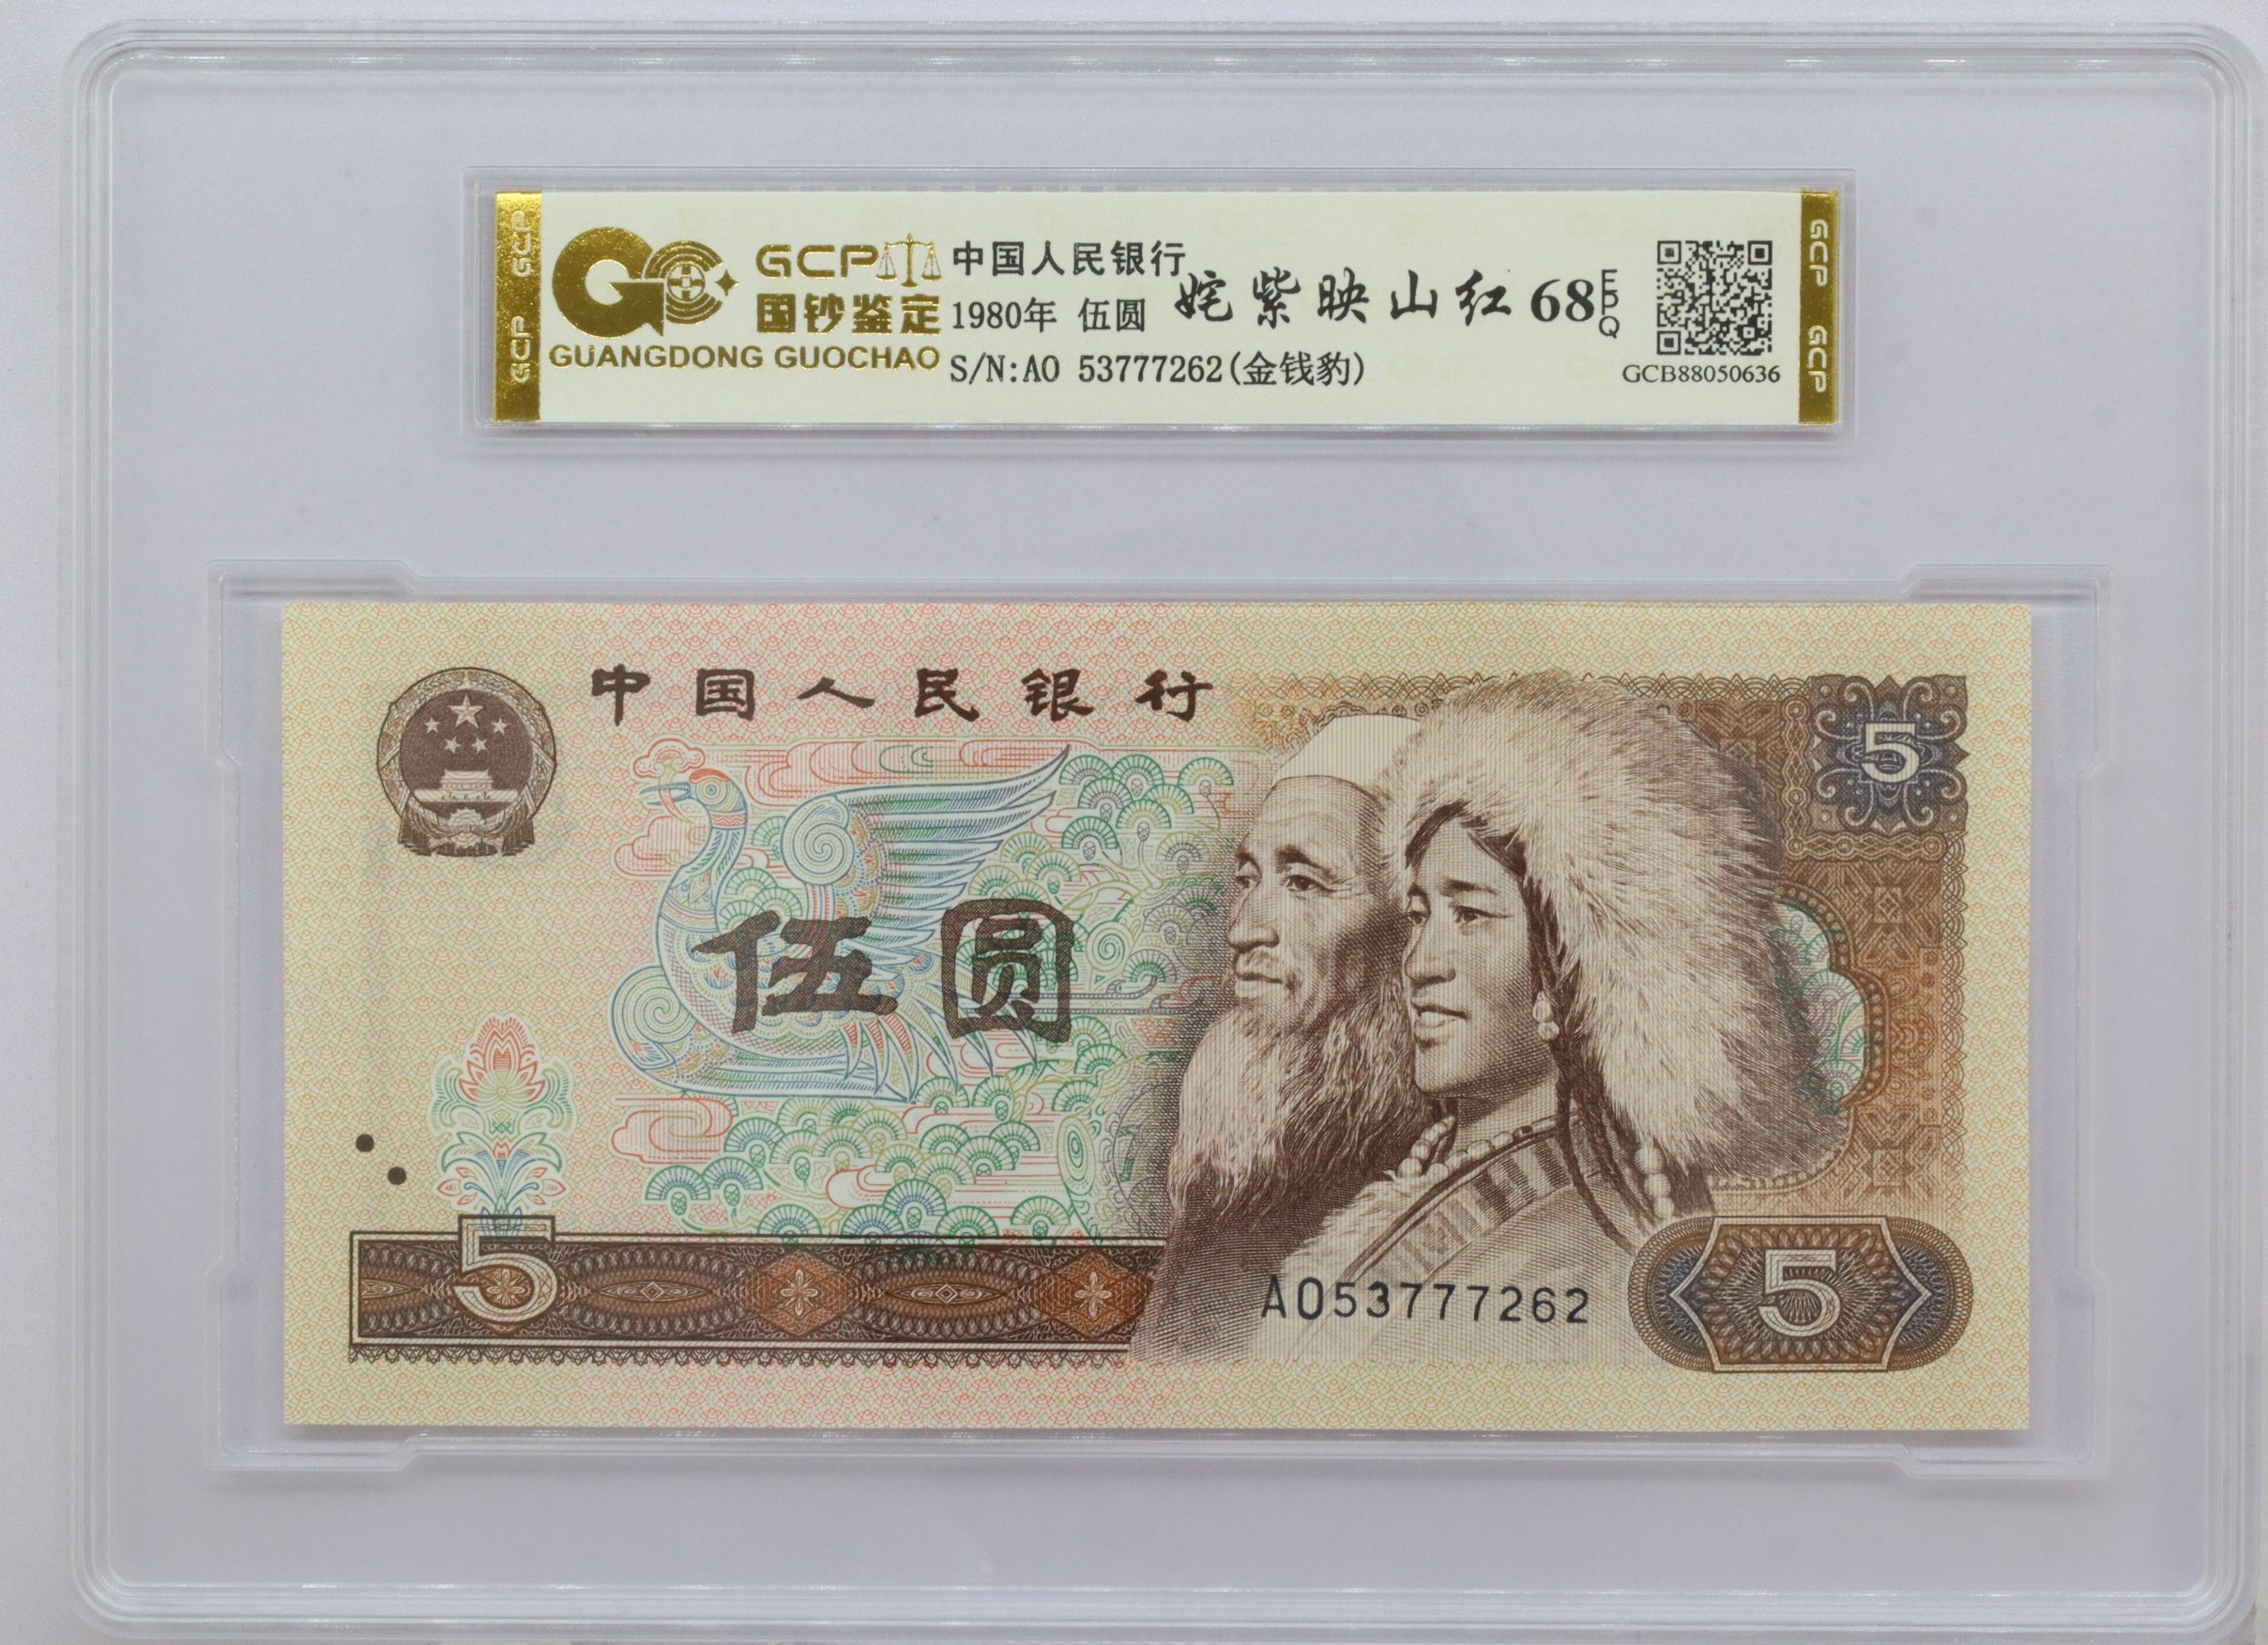 GCP
中国人民银行
国钞鉴定
1980年 伍圆
姹紫映山红 68 EPQ
GUANGDONG GUOCHAO
S/N:AO 53777262(金钱豹)
GCB88050636
GCP GCP
GCP GCP
中国人民银行
5
伍圆
5
AO53777262
5